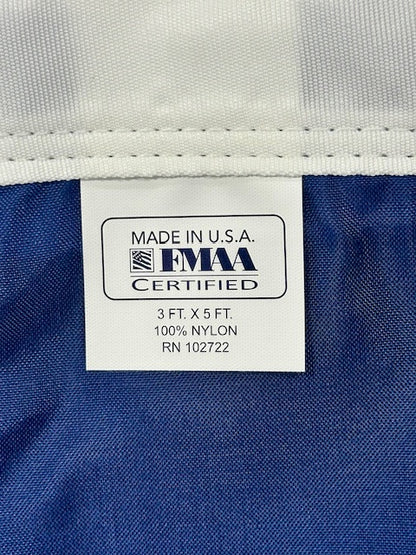 MADE IN U.S.A.
FMAA
CERTIFIED
3 FT. X 5 FT.
100% NYLON
RN 102722